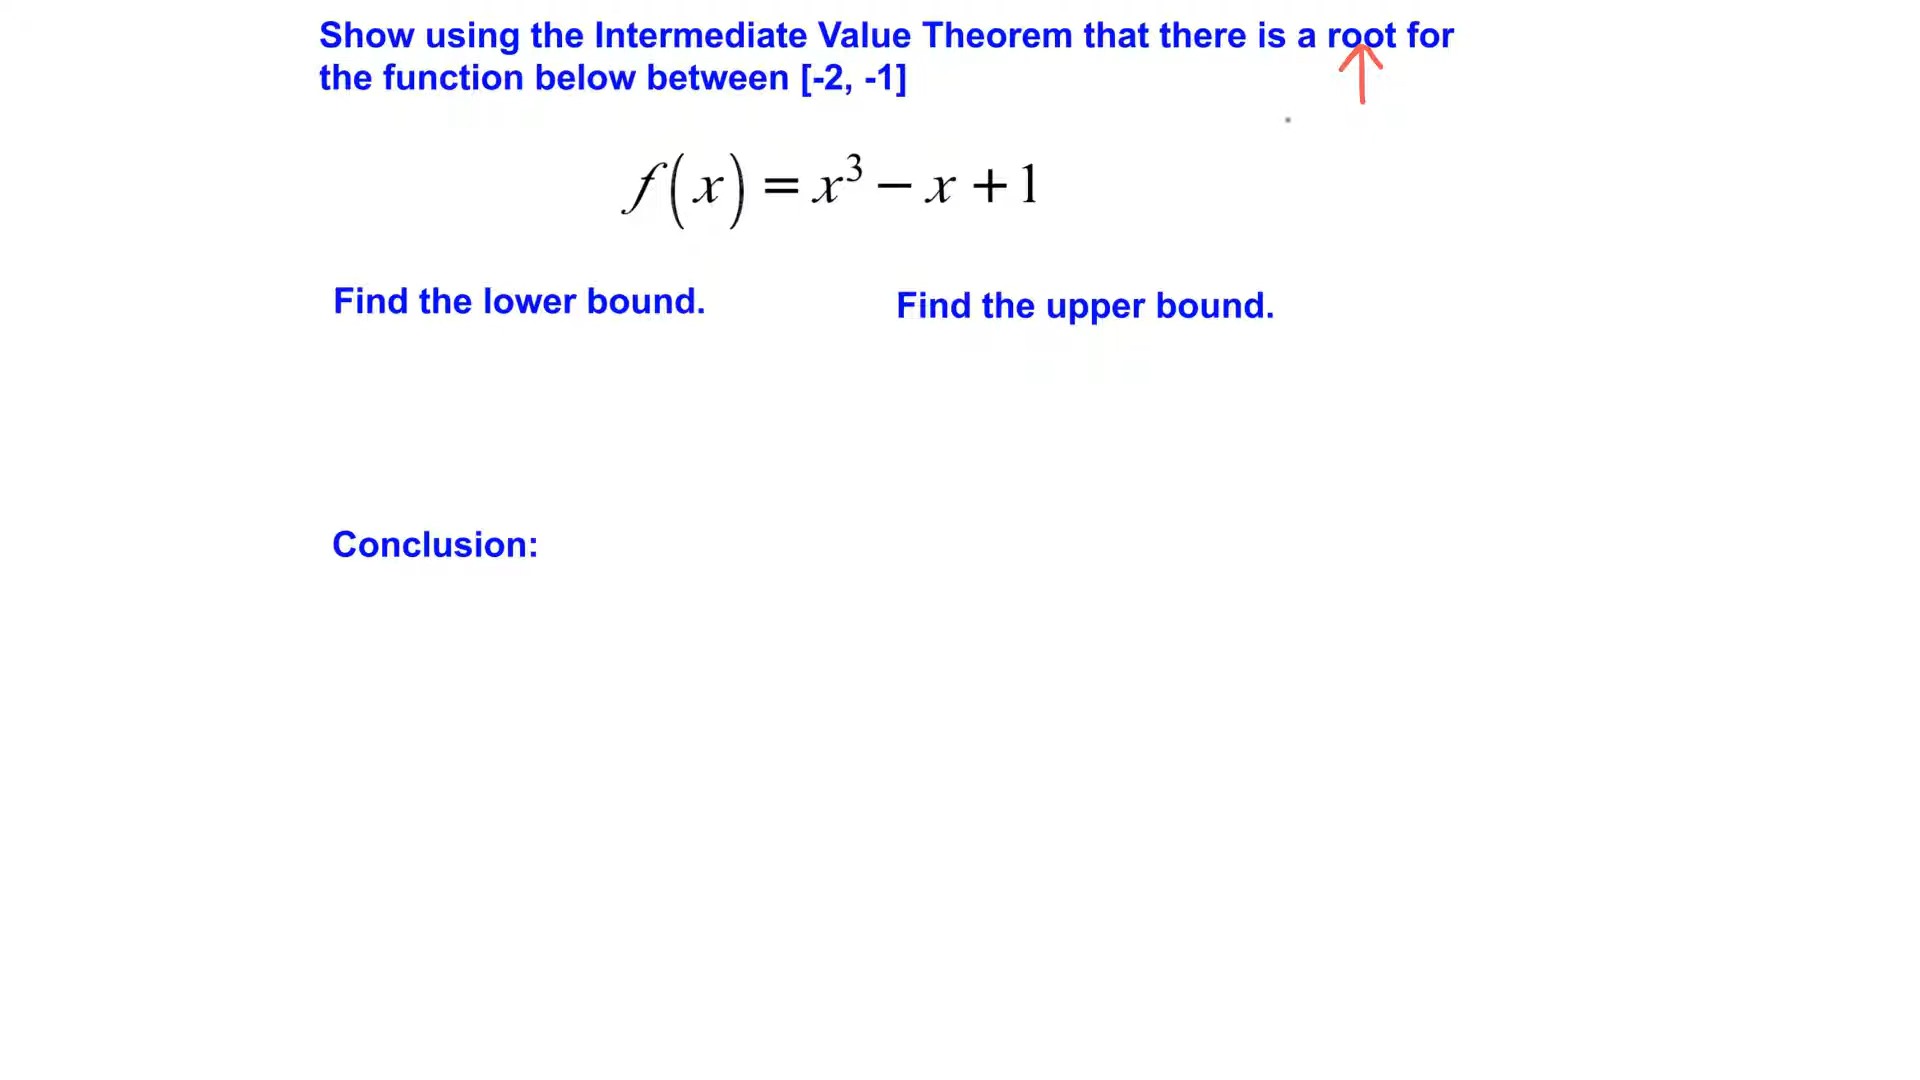 Show using the Intermediate Value Theorem that there is a root for
the function below between [-2, -1]
f(x) = x³ − x + 1
Find the lower bound. Find the upper bound.
Conclusion: